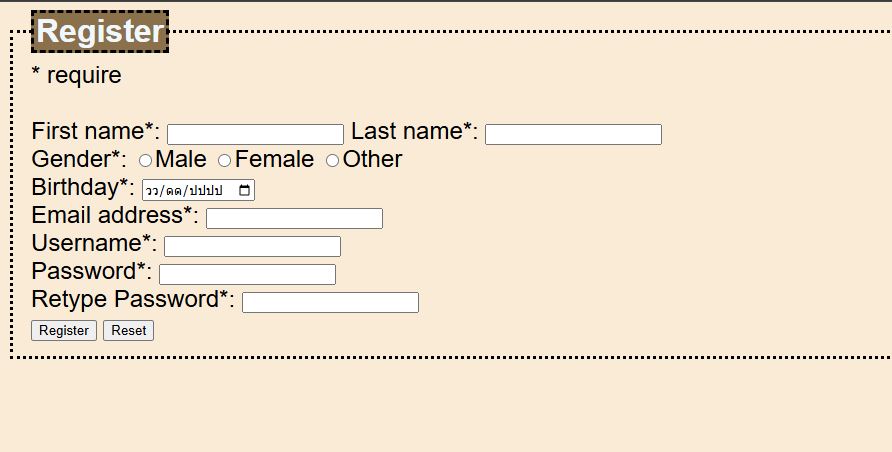 Register
* require
First name*: Last name*:
Gender*: Male Female Other
Birthday*: วว/ดด/ปปปป
Email address*:
Username*:
Password*:
Retype Password*:
Register Reset